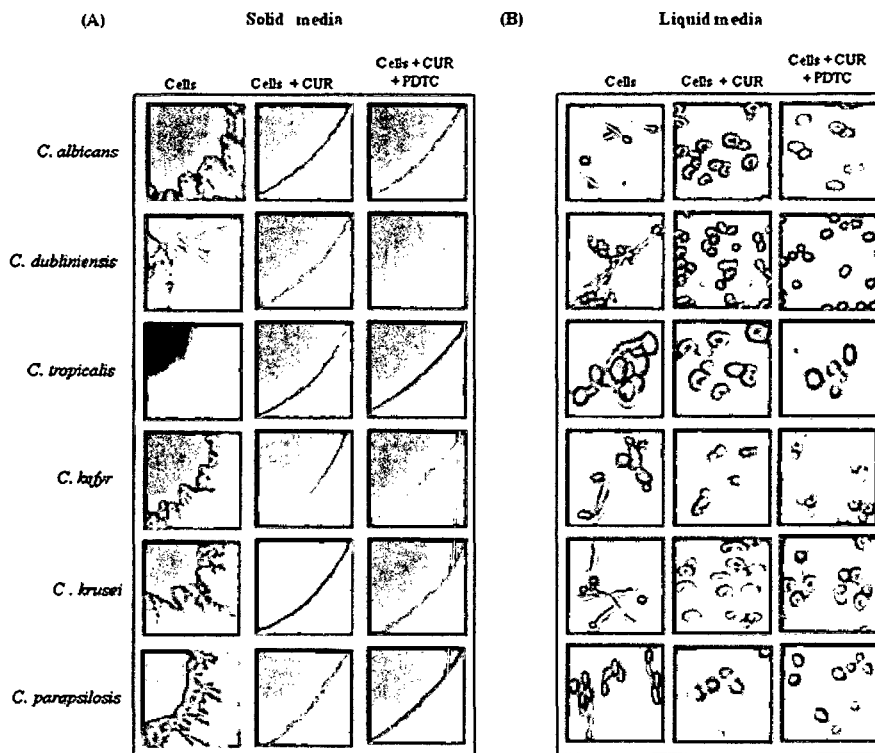 (A) Solid media (B) Liquid media
Cells Cells + CUR Cells + CUR + PDTC Cells Cells + CUR Cells + CUR + PDTC
C. albicans
C. dubliniensis
C. tropicalis
C. kefyr
C. krusei
C. parapsilosis